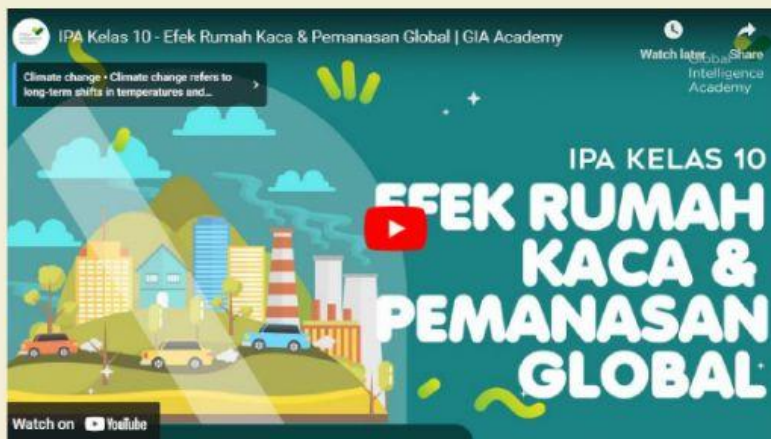 IPA Kelas 10 - Efek Rumah Kaca & Pemanasan Global | GIA Academy
Watch later
Share
Climate change • Climate change refers to
long-term shifts in temperatures and...
Global
Intelligence
Academy
IPA KELAS 10
EFEK RUMAH
KACA &
PEMANASAN
GLOBAL
Watch on YouTube